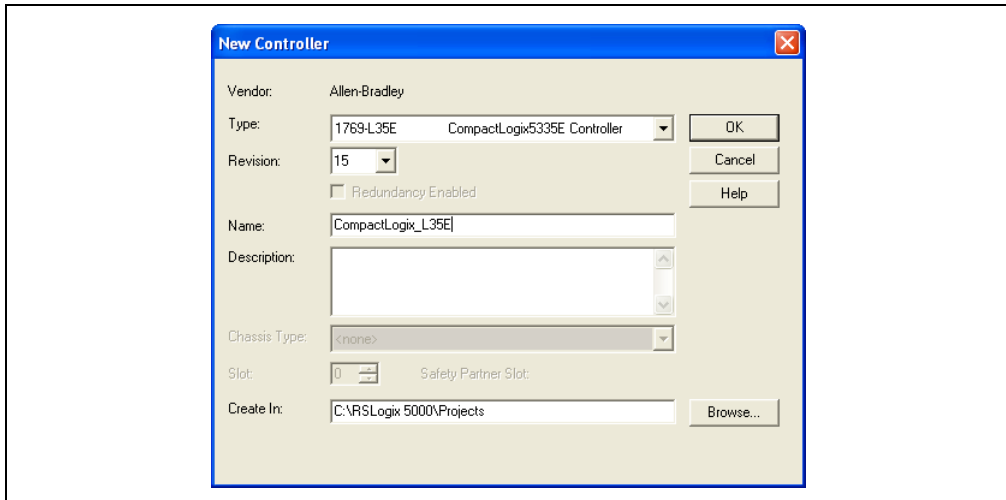 New Controller
Vendor: Allen-Bradley
Type: 1769-L35E CompactLogix5335E Controller OK
Revision: 15 Cancel
Redundancy Enabled Help
Name: CompactLogix_L35E
Description:
Chassis Type: <none>
Slot: 0 Safety Partner Slot:
Create In: C:\RSLogix 5000\Projects Browse...